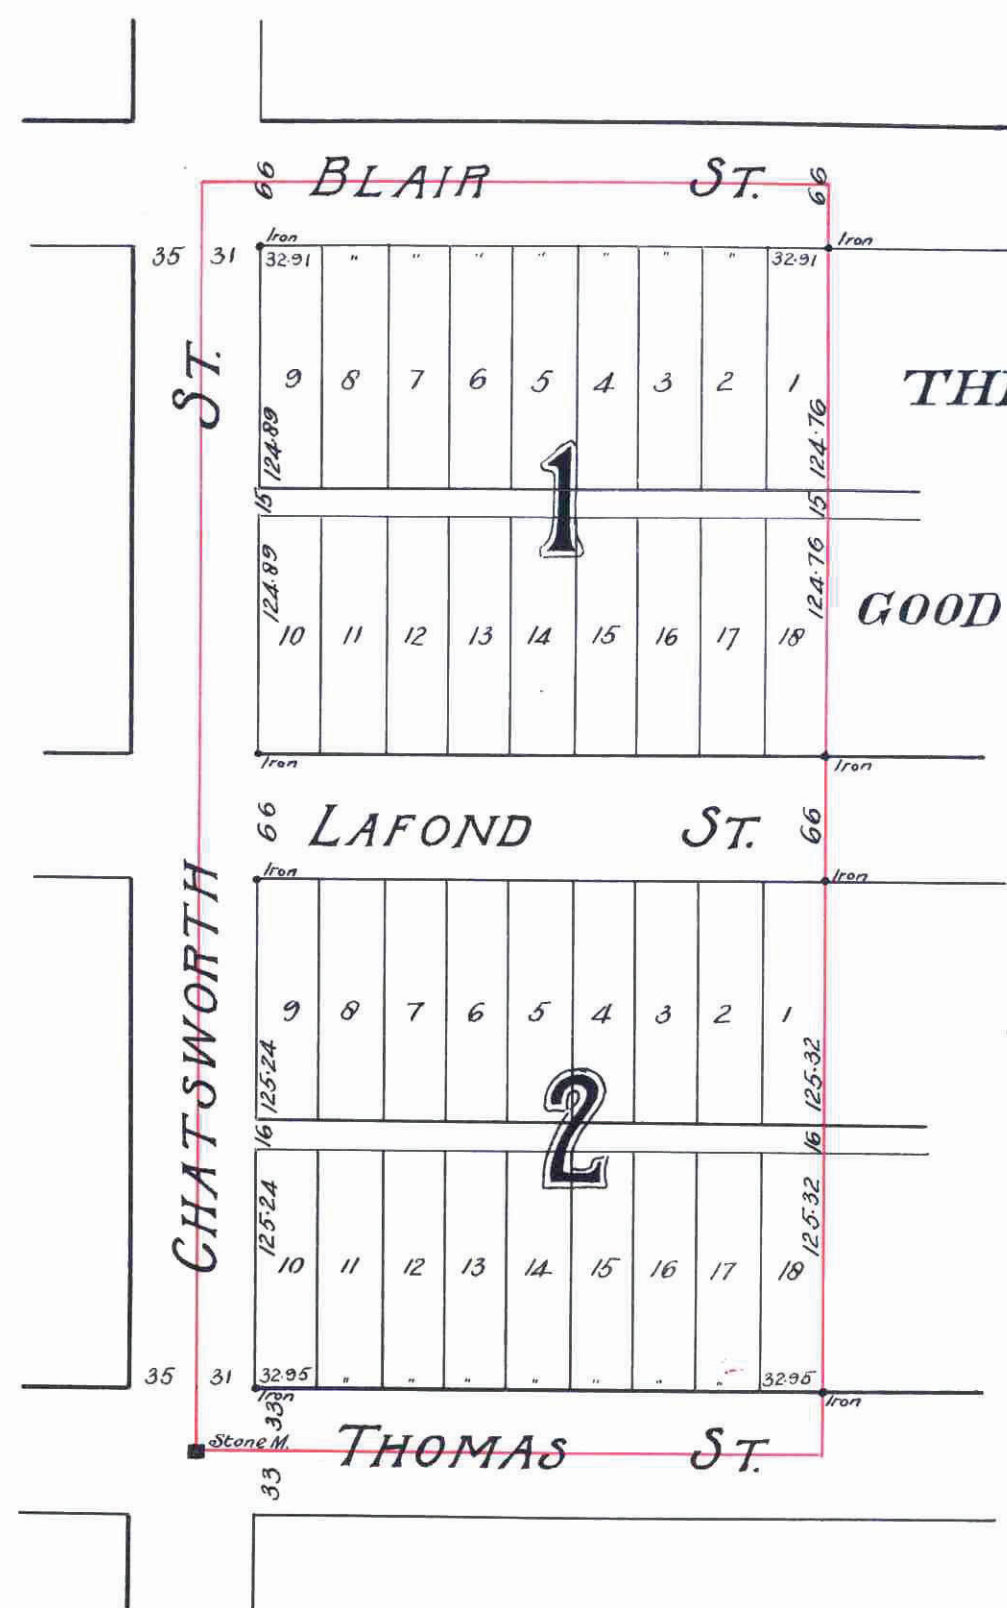 66 BLAIR ST. 66
Iron Iron
35 31 32.91 " " " " " " " 32.91
ST.
9 8 7 6 5 4 3 2 1
THE
124.89 124.76
1
15 15
124.89 124.76
GOOD
10 11 12 13 14 15 16 17 18
Iron Iron
66 LAFOND ST. 66
Iron Iron
CHATSWORTH
9 8 7 6 5 4 3 2 1
125.24 125.32
2
16 16
125.24 125.32
10 11 12 13 14 15 16 17 18
35 31 32.95 " " " " " " " 32.95
Iron Iron
33
Stone M. THOMAS ST.
33